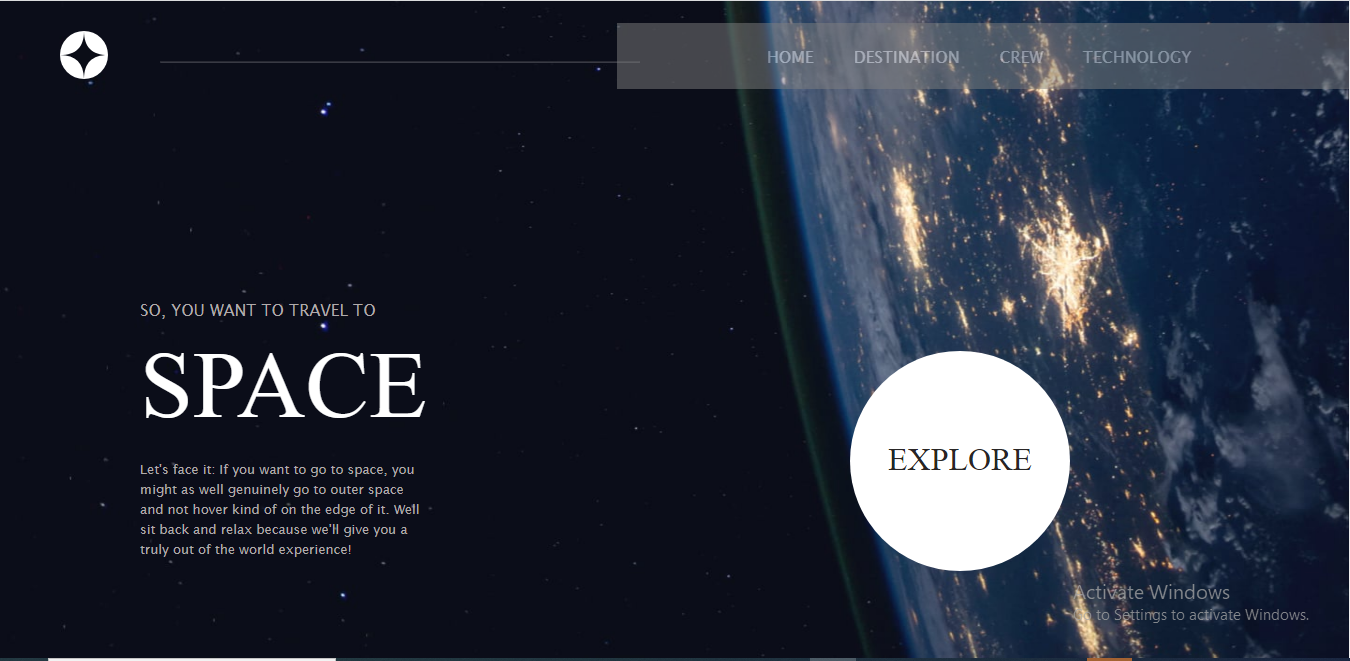 HOME DESTINATION CREW TECHNOLOGY
SO, YOU WANT TO TRAVEL TO
SPACE
Let's face it: If you want to go to space, you
might as well genuinely go to outer space
and not hover kind of on the edge of it. Well
sit back and relax because we'll give you a
truly out of the world experience!
EXPLORE
Activate Windows
Go to Settings to activate Windows.